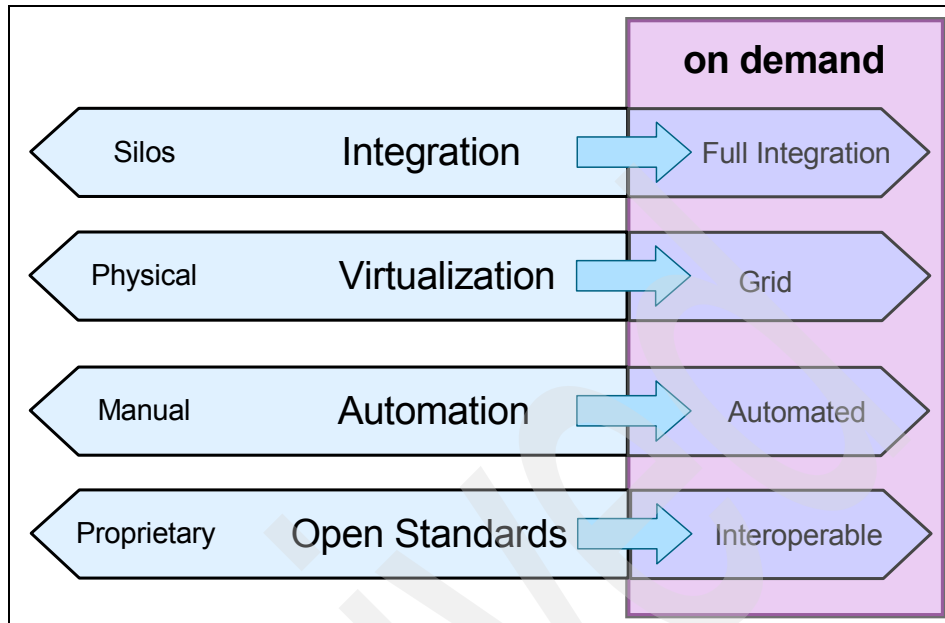 on demand
Silos Integration Full Integration
Physical Virtualization Grid
Manual Automation Automated
Proprietary Open Standards Interoperable